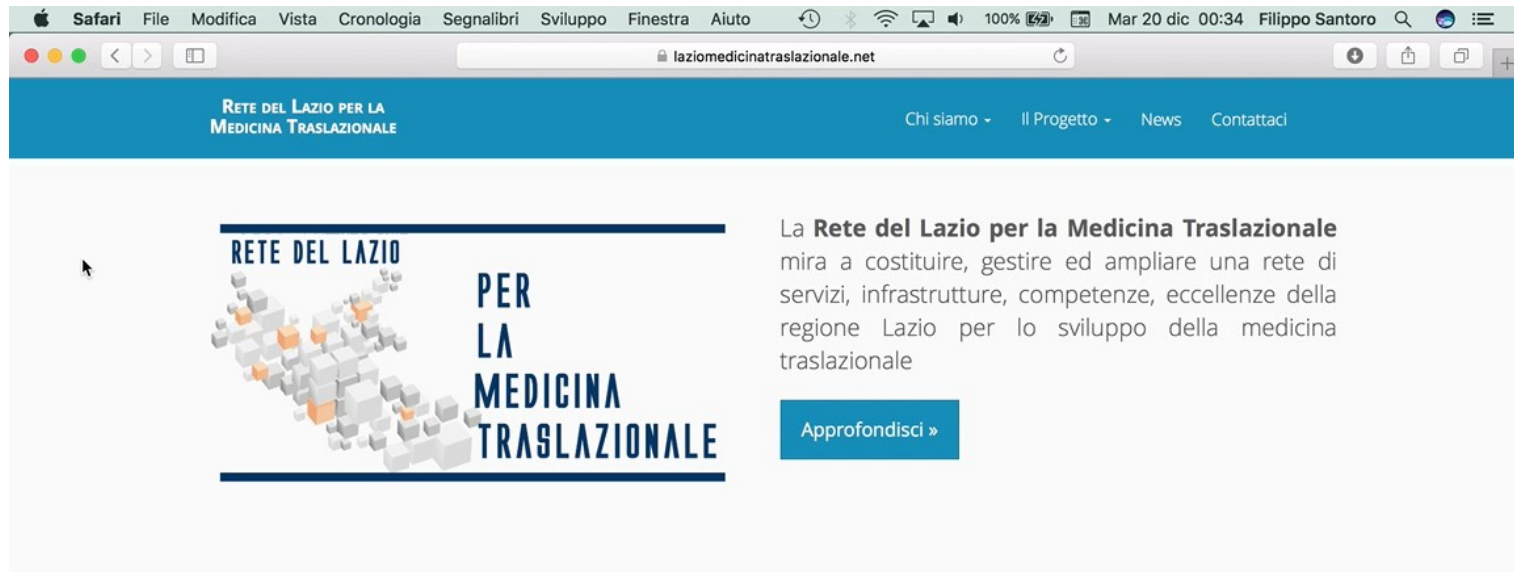 Safari File Modifica Vista Cronologia Segnalibri Sviluppo Finestra Aiuto 100% Mar 20 dic 00:34 Filippo Santoro
laziomedicinatraslazionale.net
RETE DEL LAZIO PER LA
MEDICINA TRASLAZIONALE
Chi siamo Il Progetto News Contattaci
RETE DEL LAZIO
PER
LA
MEDICINA
TRASLAZIONALE
La Rete del Lazio per la Medicina Traslazionale
mira a costituire, gestire ed ampliare una rete di
servizi, infrastrutture, competenze, eccellenze della
regione Lazio per lo sviluppo della medicina
traslazionale
Approfondisci »